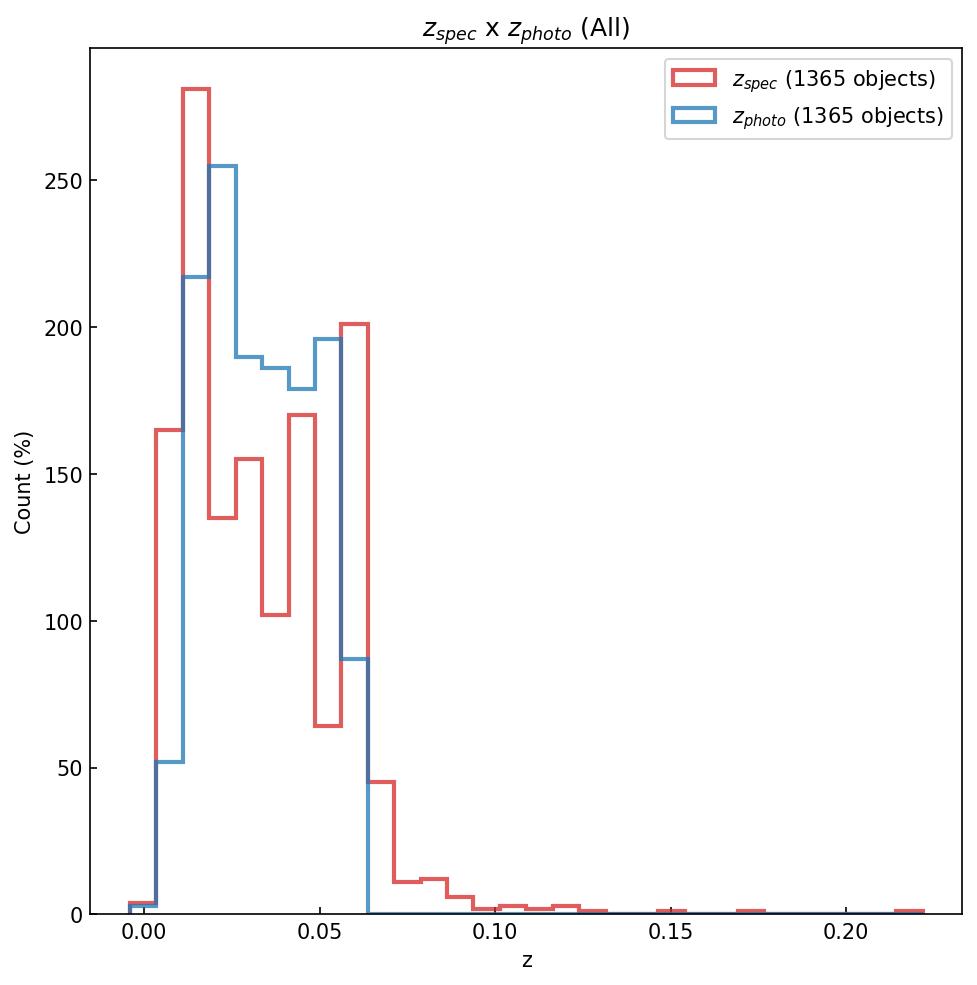 z_spec x z_photo (All)
z_spec (1365 objects)
z_photo (1365 objects)
Count (%)
250
200
150
100
50
0
0.00 0.05 0.10 0.15 0.20
z